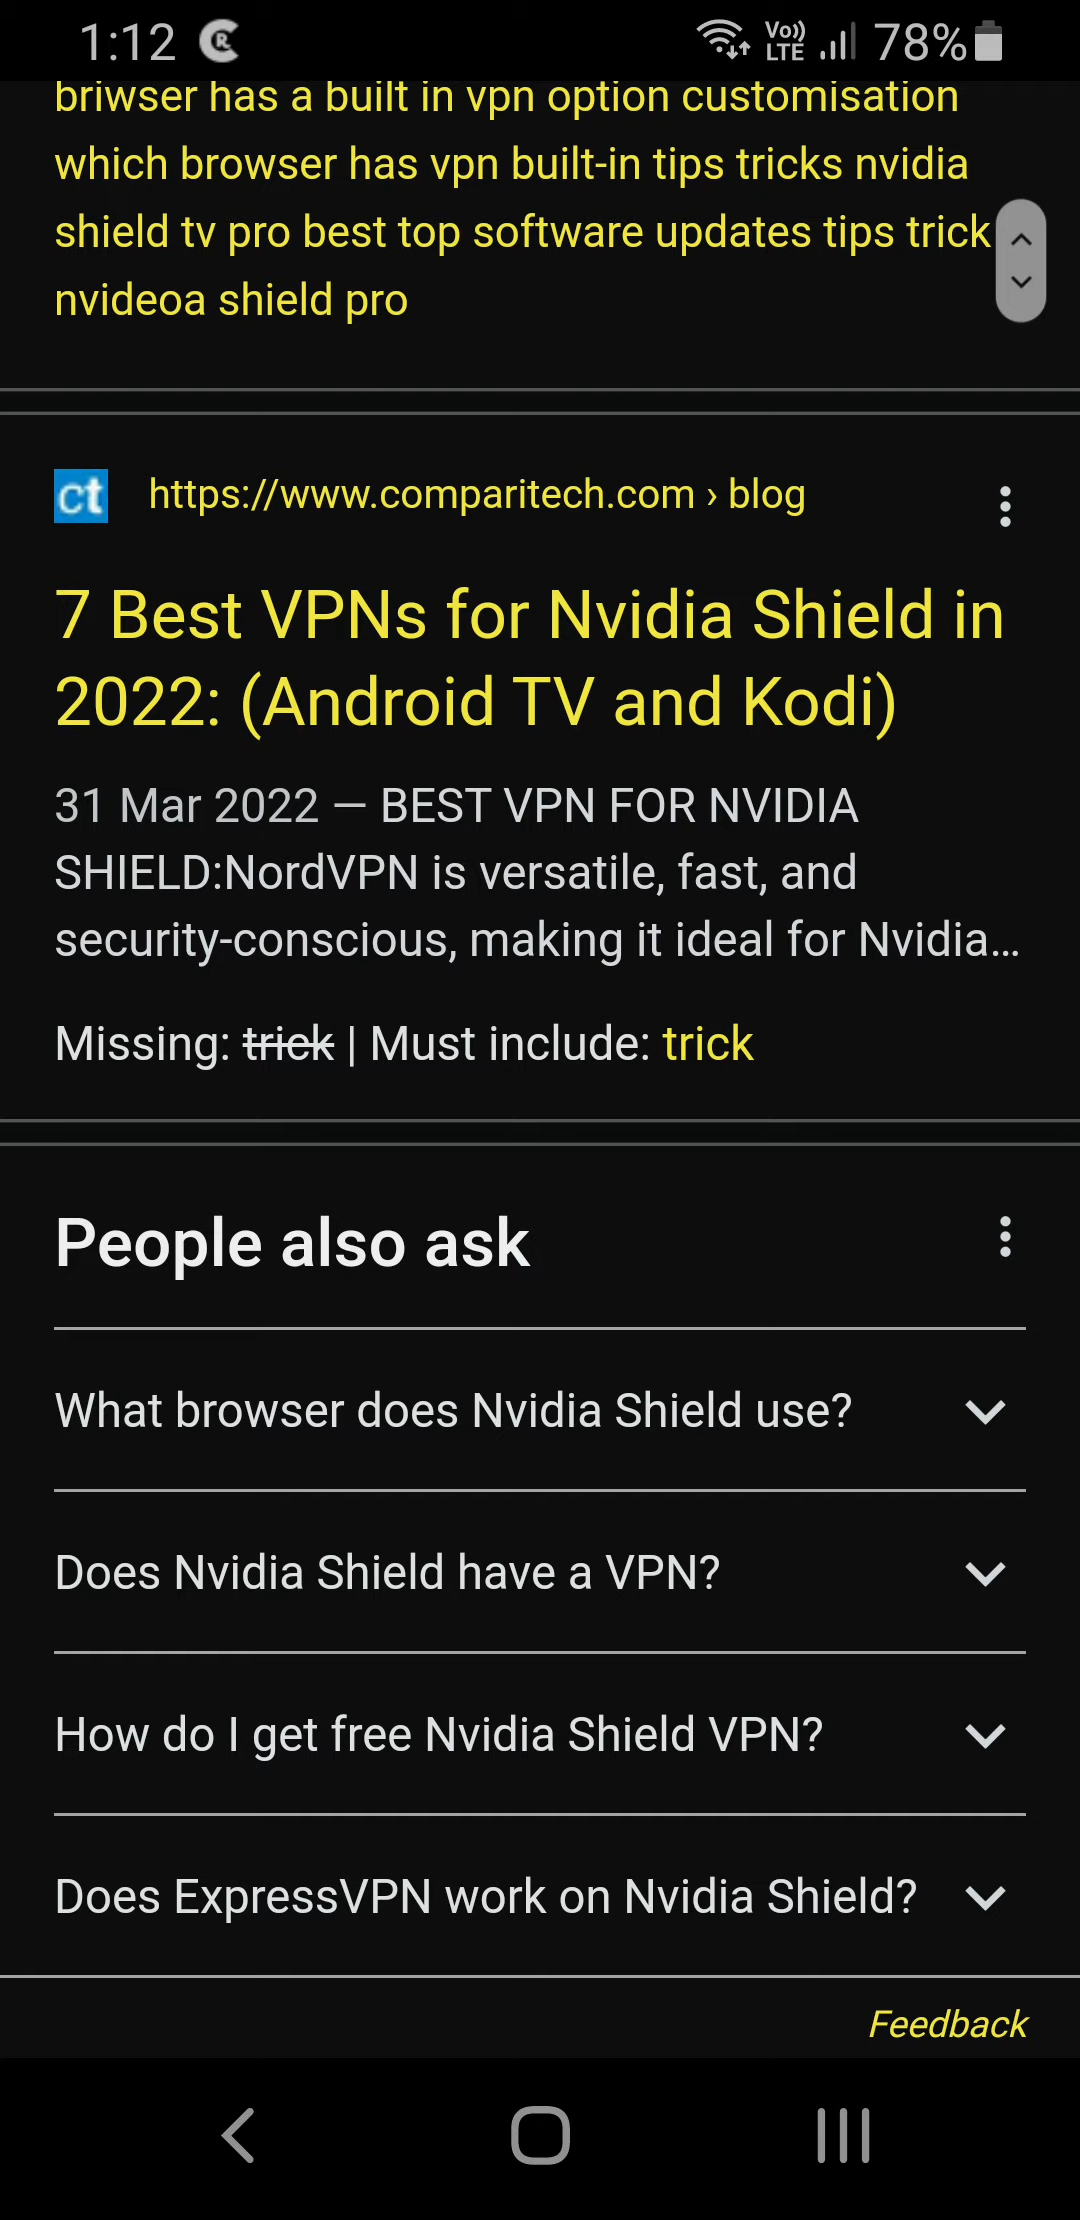 1:12 R Vo)) LTE 78%
briwser has a built in vpn option customisation
which browser has vpn built-in tips tricks nvidia
shield tv pro best top software updates tips trick
nvideoa shield pro
ct https://www.comparitech.com › blog
7 Best VPNs for Nvidia Shield in
2022: (Android TV and Kodi)
31 Mar 2022 — BEST VPN FOR NVIDIA
SHIELD:NordVPN is versatile, fast, and
security-conscious, making it ideal for Nvidia...
Missing: trick | Must include: trick
People also ask
What browser does Nvidia Shield use?
Does Nvidia Shield have a VPN?
How do I get free Nvidia Shield VPN?
Does ExpressVPN work on Nvidia Shield?
Feedback